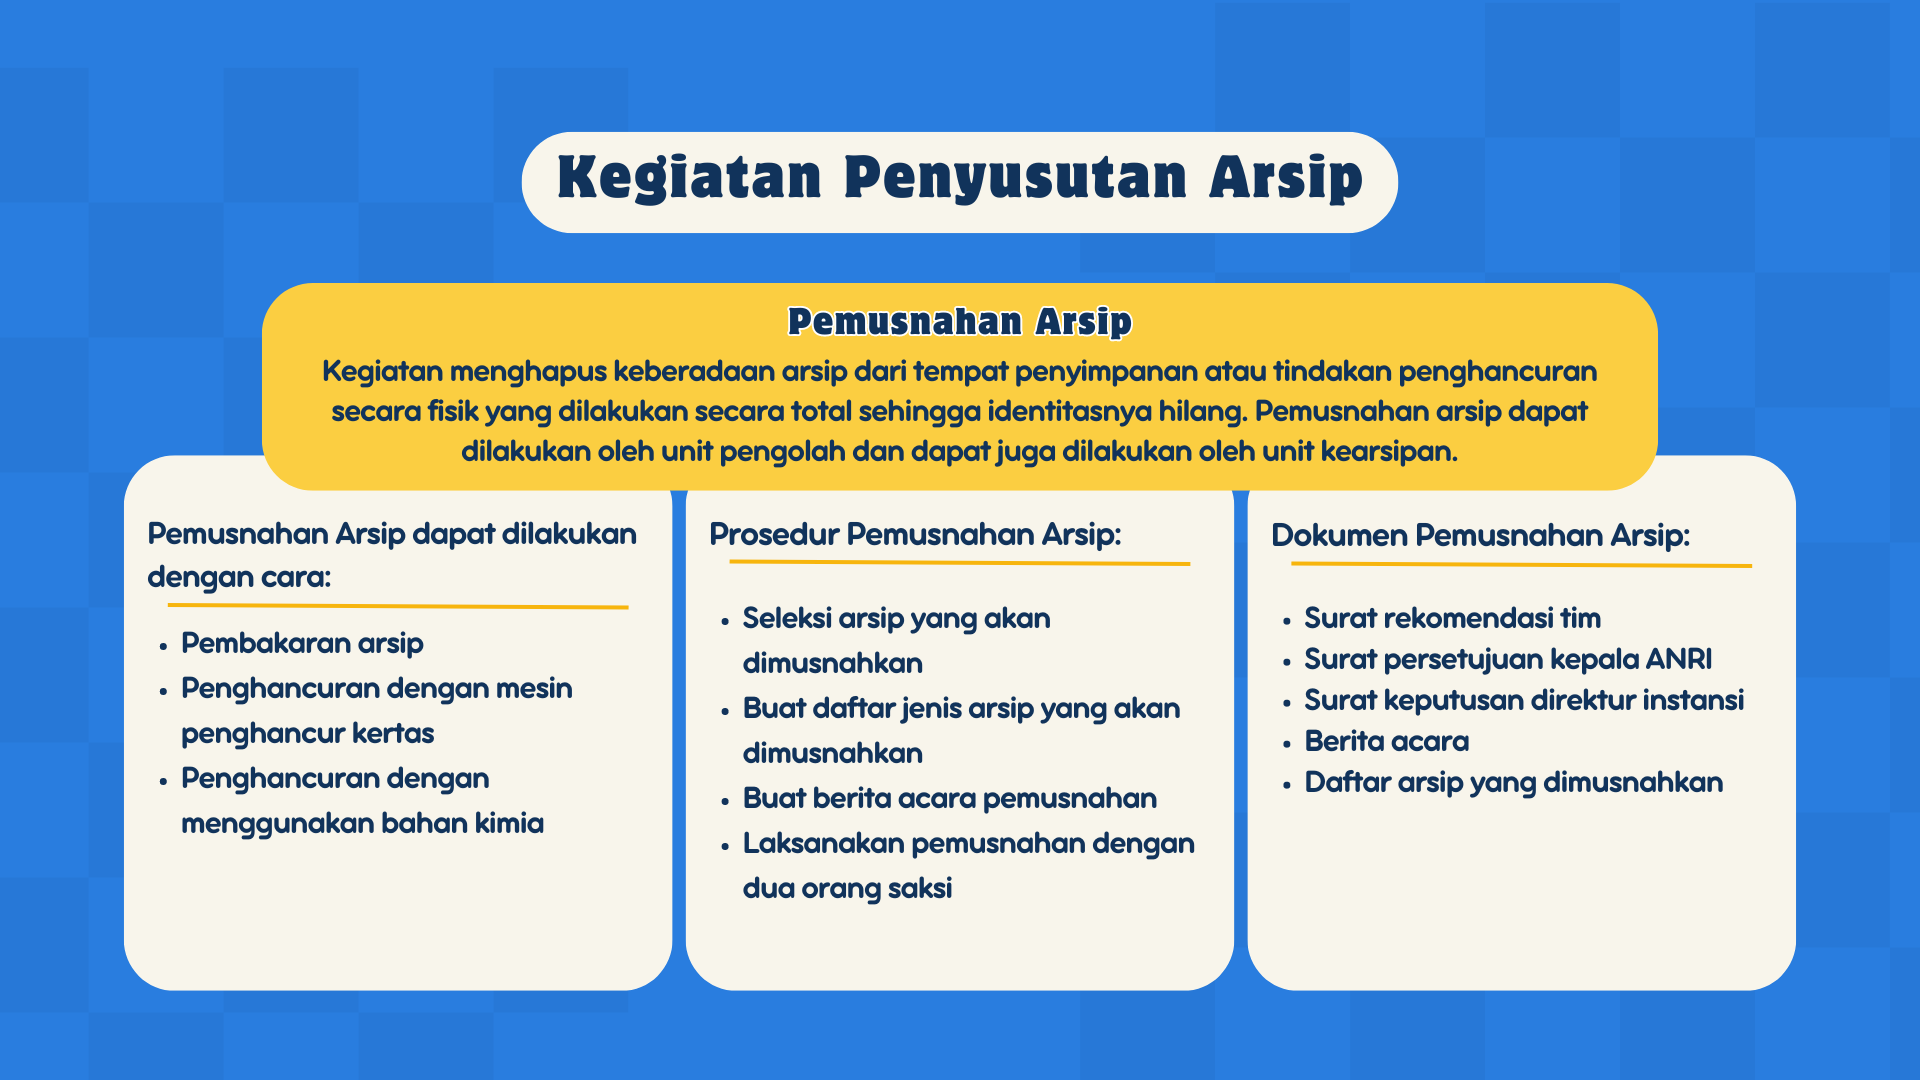 Kegiatan Penyusutan Arsip
Pemusnahan Arsip
Kegiatan menghapus keberadaan arsip dari tempat penyimpanan atau tindakan penghancuran
secara fisik yang dilakukan secara total sehingga identitasnya hilang. Pemusnahan arsip dapat
dilakukan oleh unit pengolah dan dapat juga dilakukan oleh unit kearsipan.
Pemusnahan Arsip dapat dilakukan
dengan cara:
• Pembakaran arsip
• Penghancuran dengan mesin
penghancur kertas
• Penghancuran dengan
menggunakan bahan kimia
Prosedur Pemusnahan Arsip:
• Seleksi arsip yang akan
dimusnahkan
• Buat daftar jenis arsip yang akan
dimusnahkan
• Buat berita acara pemusnahan
• Laksanakan pemusnahan dengan
dua orang saksi
Dokumen Pemusnahan Arsip:
• Surat rekomendasi tim
• Surat persetujuan kepala ANRI
• Surat keputusan direktur instansi
• Berita acara
• Daftar arsip yang dimusnahkan